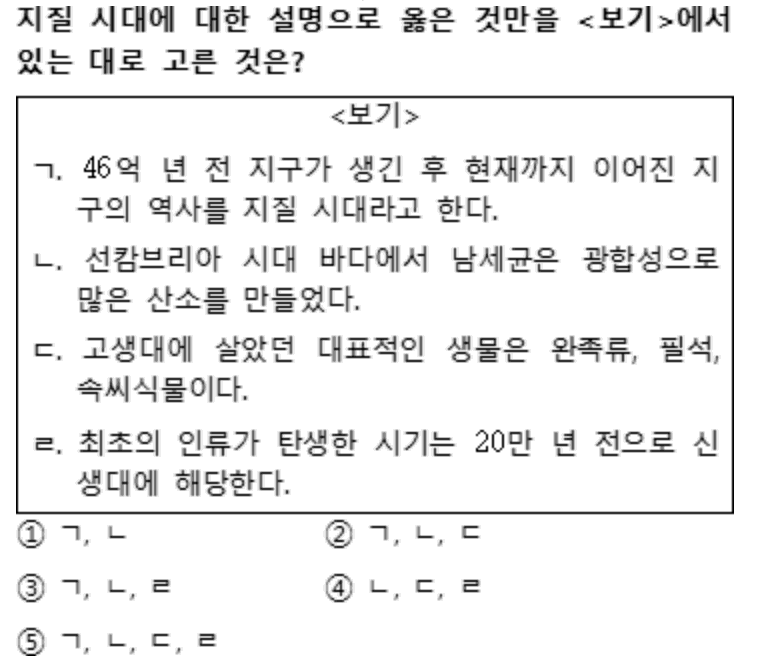 지질 시대에 대한 설명으로 옳은 것만을 <보기>에서
있는 대로 고른 것은?
<보기>
ㄱ. 46억 년 전 지구가 생긴 후 현재까지 이어진 지
구의 역사를 지질 시대라고 한다.
ㄴ. 선캄브리아 시대 바다에서 남세균은 광합성으로
많은 산소를 만들었다.
ㄷ. 고생대에 살았던 대표적인 생물은 완족류, 필석,
속씨식물이다.
ㄹ. 최초의 인류가 탄생한 시기는 20만 년 전으로 신
생대에 해당한다.
① ㄱ, ㄴ ② ㄱ, ㄴ, ㄷ
③ ㄱ, ㄴ, ㄹ ④ ㄴ, ㄷ, ㄹ
⑤ ㄱ, ㄴ, ㄷ, ㄹ